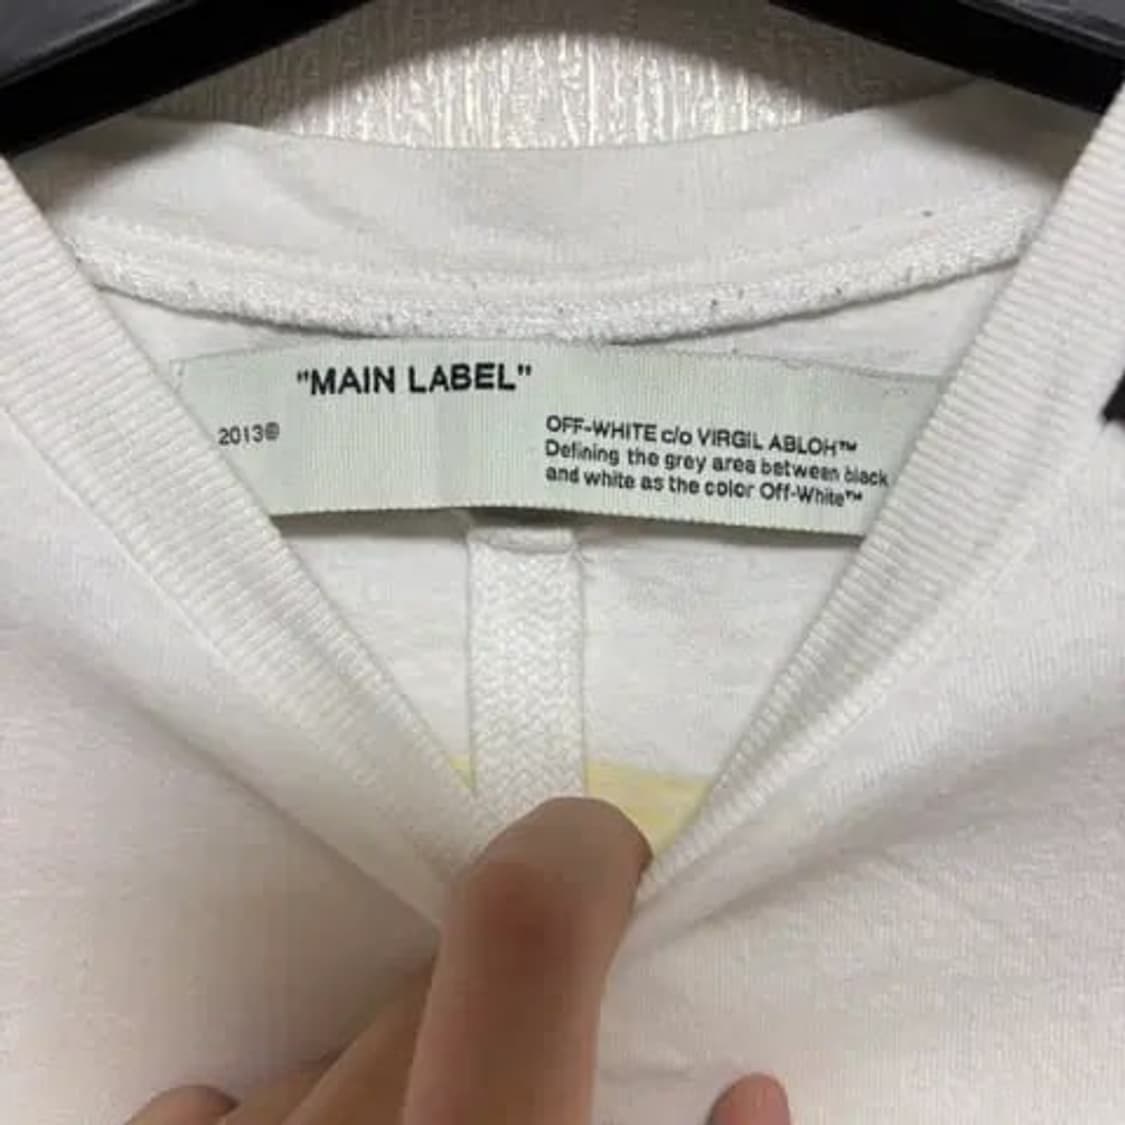 "MAIN LABEL"
2013©
OFF-WHITE c/o VIRGIL ABLOH™
Defining the grey area between black
and white as the color Off-White™